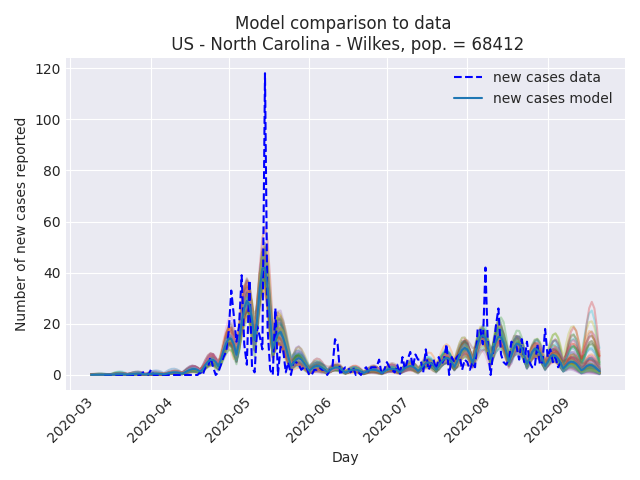 Model comparison to data
US - North Carolina - Wilkes, pop. = 68412
new cases data
new cases model
Number of new cases reported
120
100
80
60
40
20
0
2020-03
2020-04
2020-05
2020-06
2020-07
2020-08
2020-09
Day